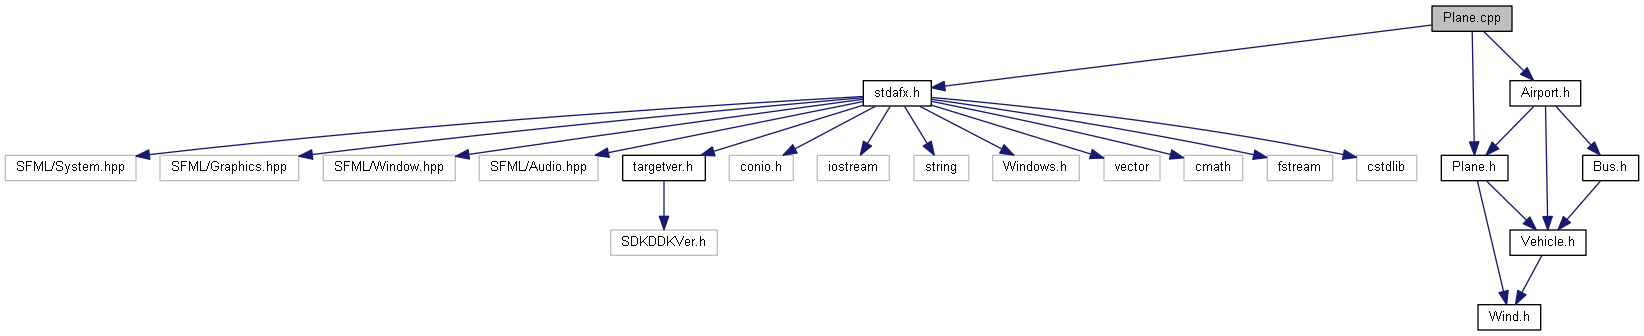 Plane.cpp
stdafx.h
Airport.h
SFML/System.hpp
SFML/Graphics.hpp
SFML/Window.hpp
SFML/Audio.hpp
targetver.h
conio.h
iostream
string
Windows.h
vector
cmath
fstream
cstdlib
Plane.h
Bus.h
SDKDDKVer.h
Vehicle.h
Wind.h